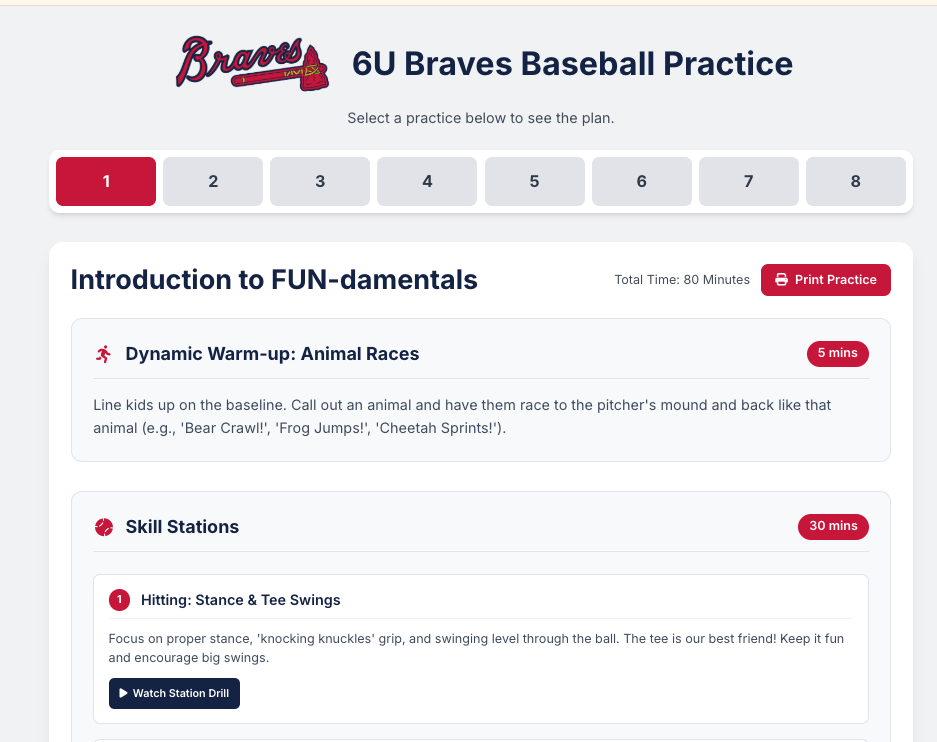 Braves
6U Braves Baseball Practice
Select a practice below to see the plan.
1 2 3 4 5 6 7 8
Introduction to FUN-damentals
Total Time: 80 Minutes
Print Practice
Dynamic Warm-up: Animal Races
5 mins
Line kids up on the baseline. Call out an animal and have them race to the pitcher's mound and back like that
animal (e.g., 'Bear Crawl!', 'Frog Jumps!', 'Cheetah Sprints!').
Skill Stations
30 mins
1 Hitting: Stance & Tee Swings
Focus on proper stance, 'knocking knuckles' grip, and swinging level through the ball. The tee is our best friend! Keep it fun
and encourage big swings.
Watch Station Drill